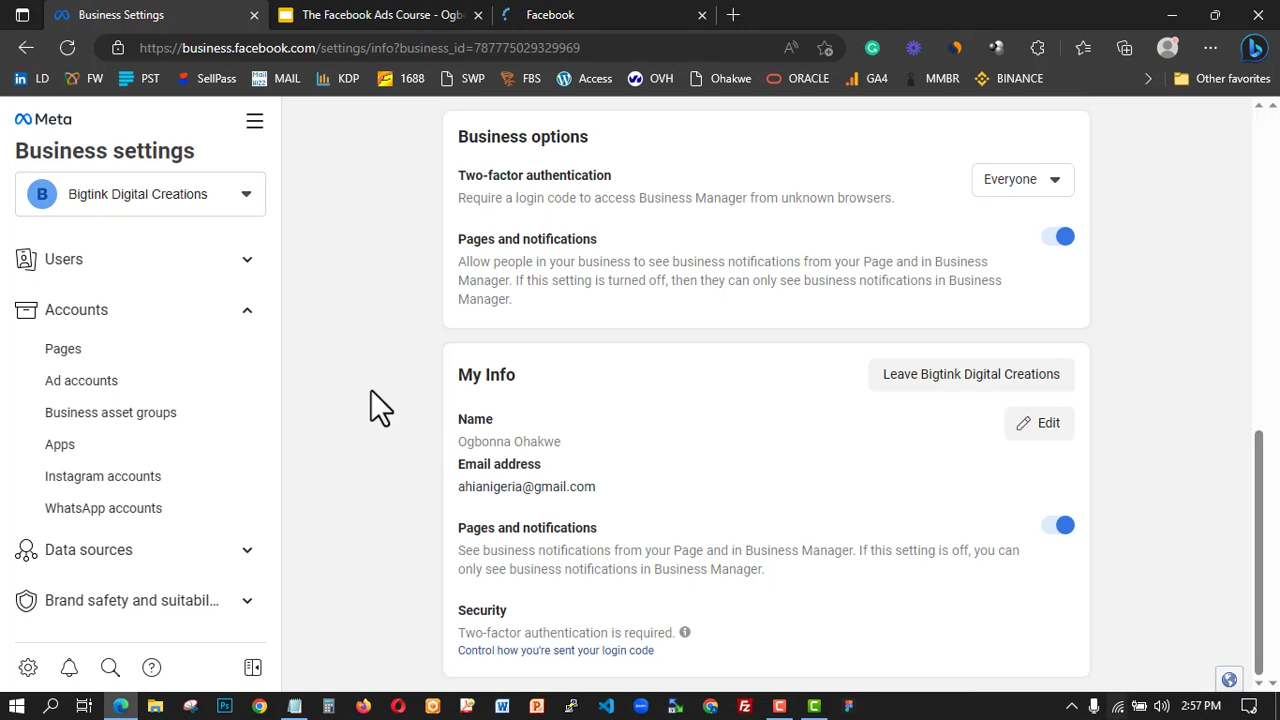 Business Settings
The Facebook Ads Course - Ogb
Facebook
https://business.facebook.com/settings/info?business_id=787775029329969
LD
FW
PST
SellPass
MAIL
KDP
1688
SWP
FBS
Access
OVH
Ohakwe
ORACLE
GA4
MMBR
BINANCE
Other favorites
Meta
Business settings
B
Bigtink Digital Creations
Users
Accounts
Pages
Ad accounts
Business asset groups
Apps
Instagram accounts
WhatsApp accounts
Data sources
Brand safety and suitabil...
Business options
Two-factor authentication
Require a login code to access Business Manager from unknown browsers.
Everyone
Pages and notifications
Allow people in your business to see business notifications from your Page and in Business
Manager. If this setting is turned off, then they can only see business notifications in Business
Manager.
My Info
Leave Bigtink Digital Creations
Name
Ogbonna Ohakwe
Edit
Email address
ahianigeria@gmail.com
Pages and notifications
See business notifications from your Page and in Business Manager. If this setting is off, you can
only see business notifications in Business Manager.
Security
Two-factor authentication is required.
Control how you're sent your login code
2:57 PM